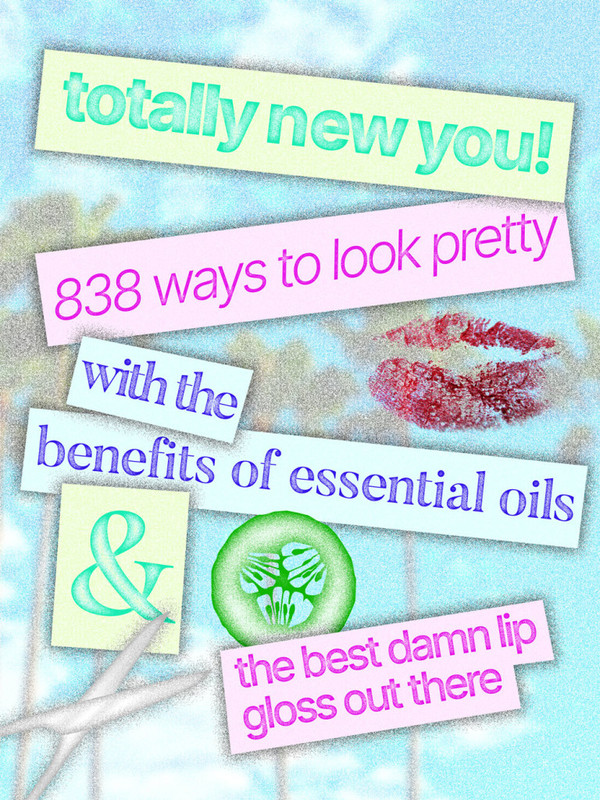 totally new you!
838 ways to look pretty
with the
benefits of essential oils
&
the best damn lip
gloss out there